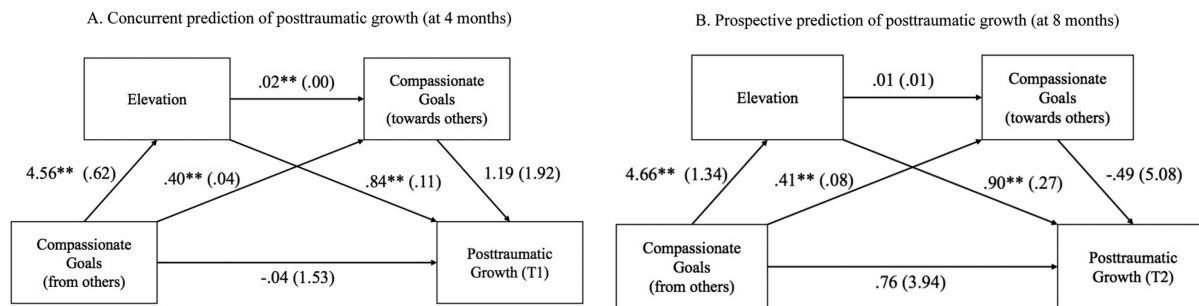 A. Concurrent prediction of posttraumatic growth (at 4 months)
Elevation
.02** (.00)
Compassionate
Goals
(towards others)
4.56** (.62)
.40** (.04)
.84** (.11)
1.19 (1.92)
Compassionate
Goals
(from others)
-.04 (1.53)
Posttraumatic
Growth (T1)
B. Prospective prediction of posttraumatic growth (at 8 months)
Elevation
.01 (.01)
Compassionate
Goals
(towards others)
4.66** (1.34)
.41** (.08)
.90** (.27)
-.49 (5.08)
Compassionate
Goals
(from others)
.76 (3.94)
Posttraumatic
Growth (T2)